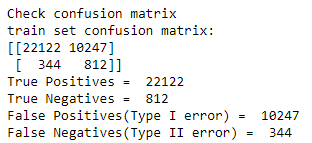 Check confusion matrix
train set confusion matrix:
[[22122 10247]
 [  344   812]]
True Positives =  22122
True Negatives =  812
False Positives(Type I error) =  10247
False Negatives(Type II error) =  344